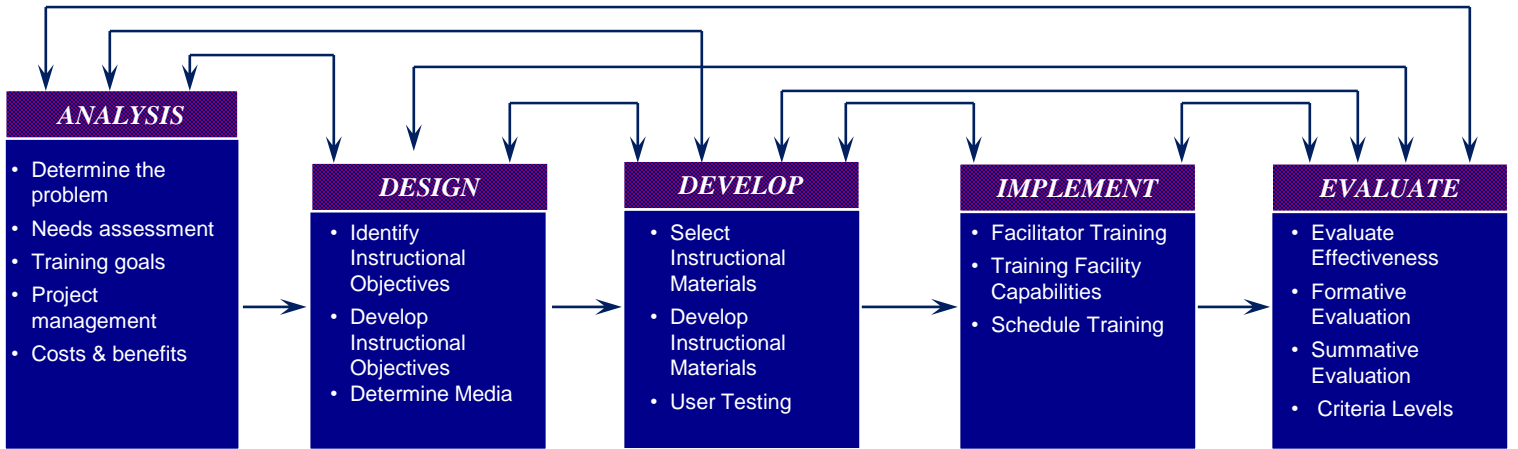 ANALYSIS
• Determine the
problem
• Needs assessment
• Training goals
• Project
management
• Costs & benefits
DESIGN
• Identify
Instructional
Objectives
• Develop
Instructional
Objectives
• Determine Media
DEVELOP
• Select
Instructional
Materials
• Develop
Instructional
Materials
• User Testing
IMPLEMENT
• Facilitator Training
• Training Facility
Capabilities
• Schedule Training
EVALUATE
• Evaluate
Effectiveness
• Formative
Evaluation
• Summative
Evaluation
• Criteria Levels